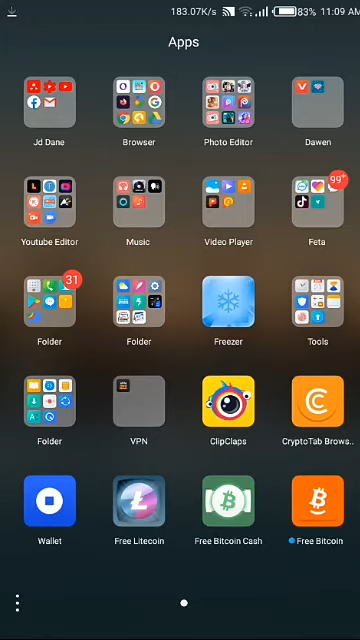 183.07K/s 83% 11:09 AM
Apps
Jd Dane Browser Photo Editor Dawen
99+
Youtube Editor Music Video Player Feta
31
Folder Folder Freezer Tools
Folder VPN ClipClaps CryptoTab Brows..
Wallet Free Litecoin Free Bitcoin Cash Free Bitcoin